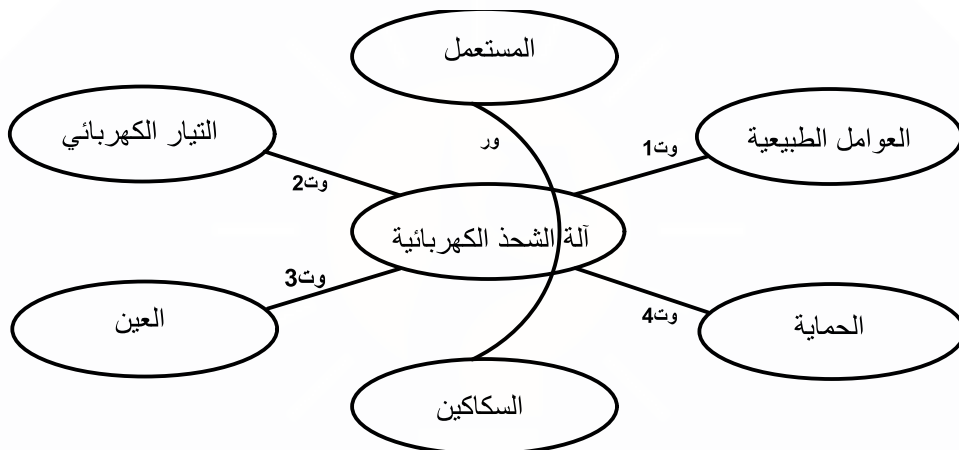 المستعمل
العوامل الطبيعية
التيار الكهربائي
ور
وت1
وت2
آلة الشحذ الكهربائية
وت3
وت4
العين
الحماية
السكاكين